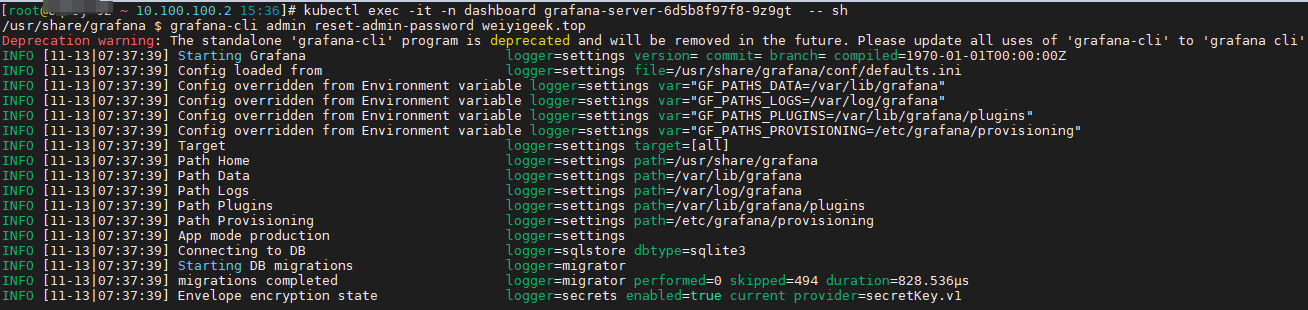 [root@ ~ 10.100.100.2 15:36]# kubectl exec -it -n dashboard grafana-server-6d5b8f97f8-9z9gt  -- sh
/usr/share/grafana $ grafana-cli admin reset-admin-password weiyigeek.top
Deprecation warning: The standalone 'grafana-cli' program is deprecated and will be removed in the future. Please update all uses of 'grafana-cli' to 'grafana cli'
INFO [11-13|07:37:39] Starting Grafana                         logger=settings version= commit= branch= compiled=1970-01-01T00:00:00Z
INFO [11-13|07:37:39] Config loaded from                       logger=settings file=/usr/share/grafana/conf/defaults.ini
INFO [11-13|07:37:39] Config overridden from Environment variable logger=settings var="GF_PATHS_DATA=/var/lib/grafana"
INFO [11-13|07:37:39] Config overridden from Environment variable logger=settings var="GF_PATHS_LOGS=/var/log/grafana"
INFO [11-13|07:37:39] Config overridden from Environment variable logger=settings var="GF_PATHS_PLUGINS=/var/lib/grafana/plugins"
INFO [11-13|07:37:39] Config overridden from Environment variable logger=settings var="GF_PATHS_PROVISIONING=/etc/grafana/provisioning"
INFO [11-13|07:37:39] Target                                   logger=settings target=[all]
INFO [11-13|07:37:39] Path Home                                logger=settings path=/usr/share/grafana
INFO [11-13|07:37:39] Path Data                                logger=settings path=/var/lib/grafana
INFO [11-13|07:37:39] Path Logs                                logger=settings path=/var/log/grafana
INFO [11-13|07:37:39] Path Plugins                             logger=settings path=/var/lib/grafana/plugins
INFO [11-13|07:37:39] Path Provisioning                        logger=settings path=/etc/grafana/provisioning
INFO [11-13|07:37:39] App mode production                      logger=settings
INFO [11-13|07:37:39] Connecting to DB                         logger=sqlstore dbtype=sqlite3
INFO [11-13|07:37:39] Starting DB migrations                   logger=migrator
INFO [11-13|07:37:39] migrations completed                     logger=migrator performed=0 skipped=494 duration=828.536µs
INFO [11-13|07:37:39] Envelope encryption state                logger=secrets enabled=true current provider=secretKey.v1